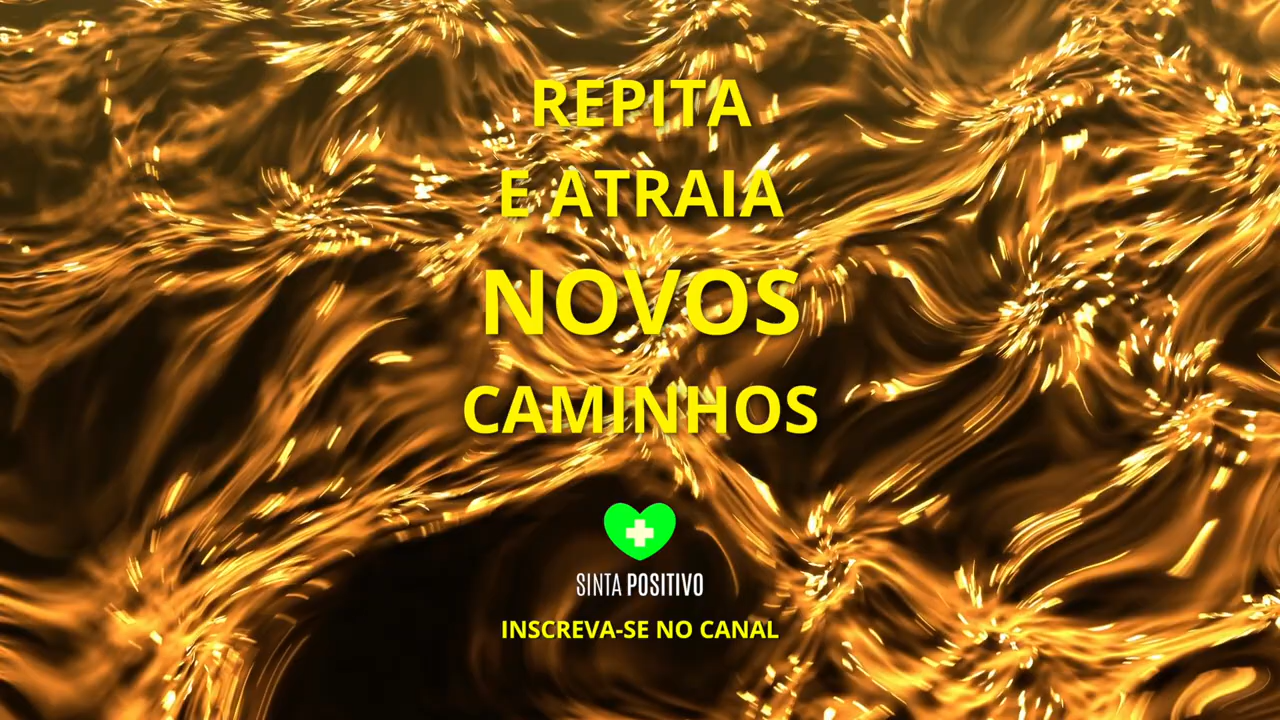 REPITA
E ATRAIA
NOVOS
CAMINHOS
SINTA POSITIVO
INSCREVA-SE NO CANAL